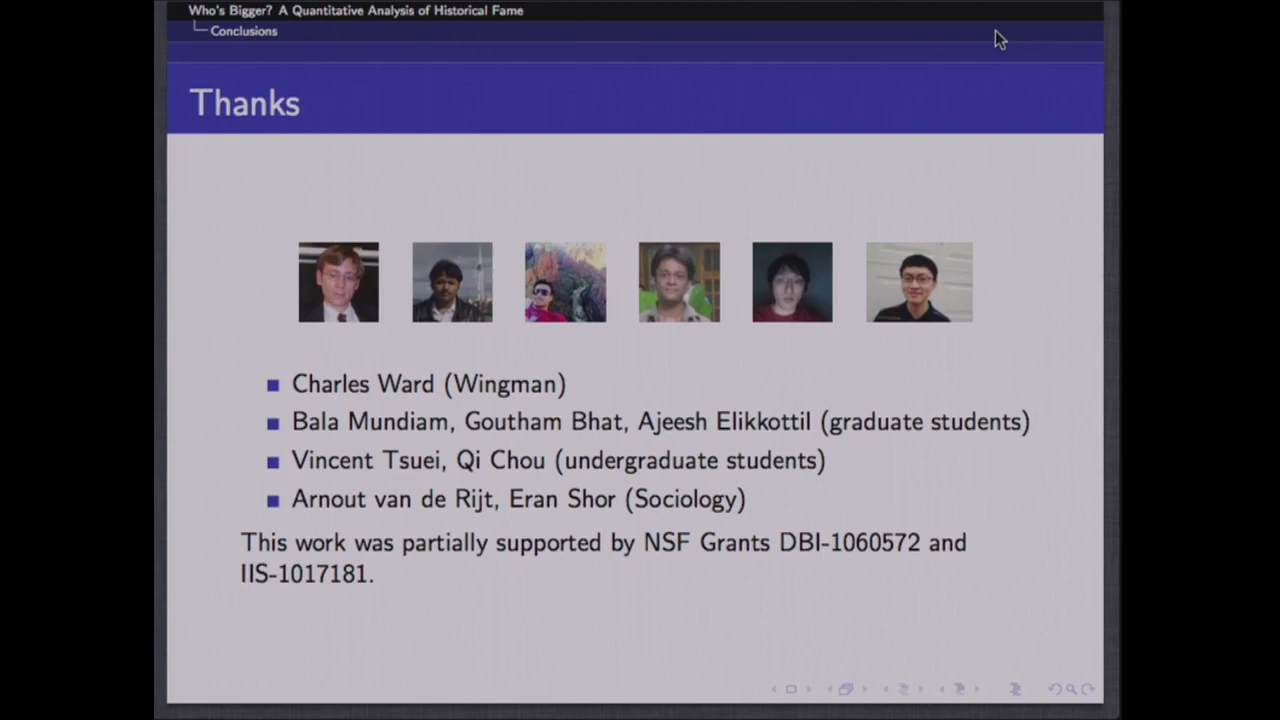 Who's Bigger? A Quantitative Analysis of Historical Fame
Conclusions
Thanks
Charles Ward (Wingman)
Bala Mundiam, Goutham Bhat, Ajeesh Elikkottil (graduate students)
Vincent Tsuei, Qi Chou (undergraduate students)
Arnout van de Rijt, Eran Shor (Sociology)
This work was partially supported by NSF Grants DBI-1060572 and
IIS-1017181.